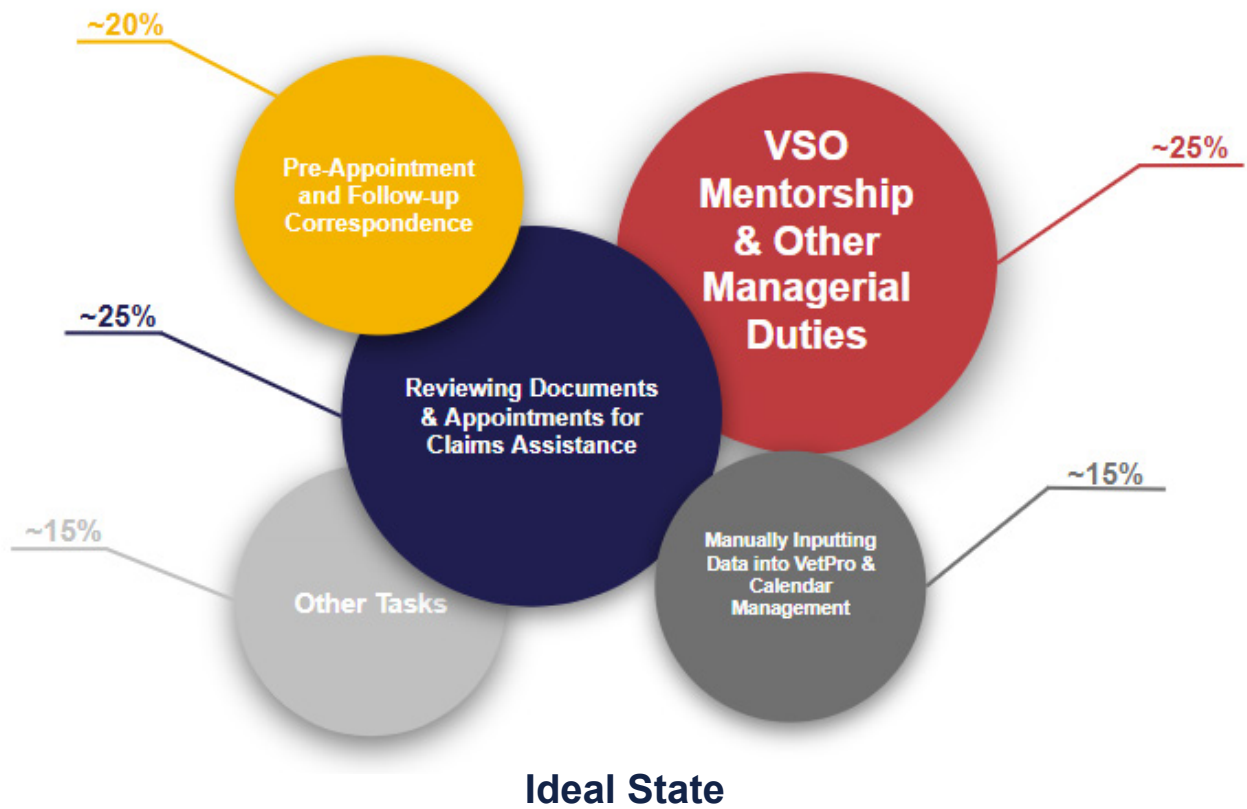 ~20%
Pre-Appointment
and Follow-up
Correspondence
VSO
Mentorship
& Other
Managerial
Duties
~25%
~25%
Reviewing Documents
& Appointments for
Claims Assistance
~15%
Other Tasks
Manually Inputting
Data into VetPro &
Calendar
Management
~15%
Ideal State